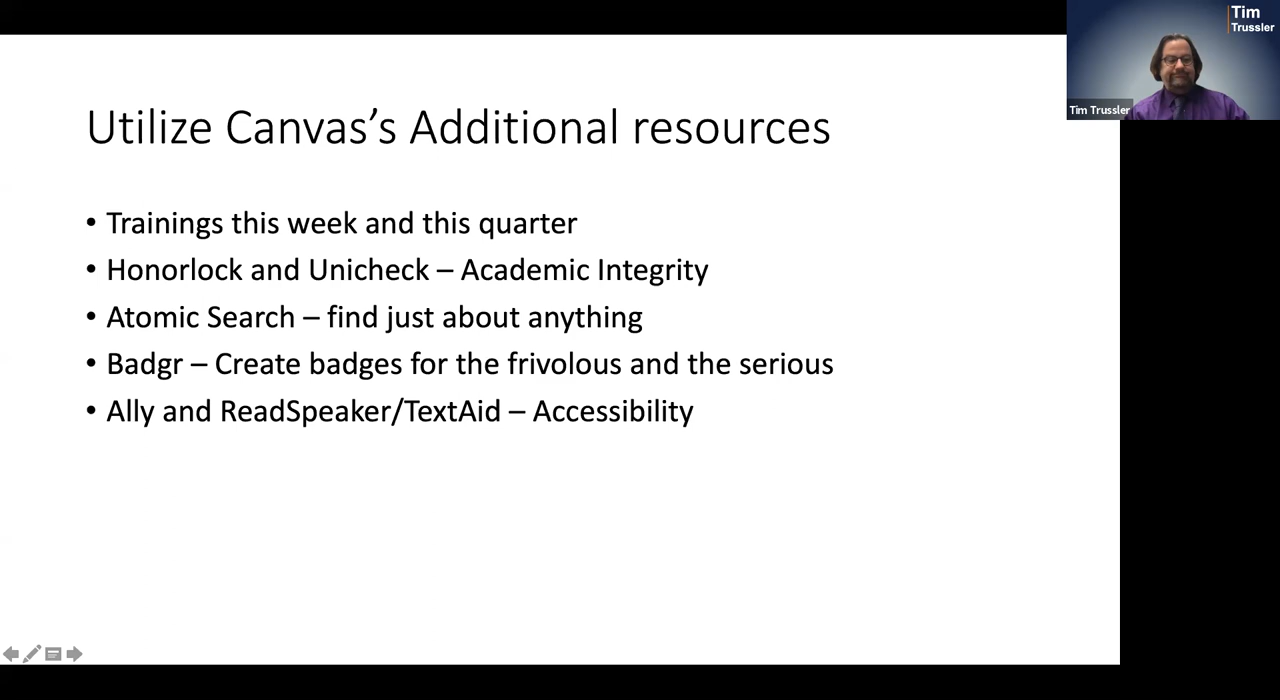 Tim
Trussler
Tim Trussler
Utilize Canvas’s Additional resources
• Trainings this week and this quarter
• Honorlock and Unicheck – Academic Integrity
• Atomic Search – find just about anything
• Badgr – Create badges for the frivolous and the serious
• Ally and ReadSpeaker/TextAid – Accessibility